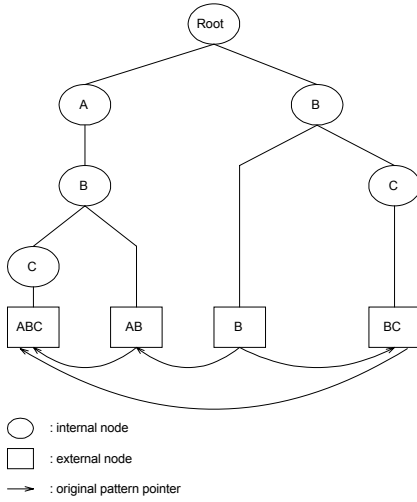 Root
A
B
B
C
C
ABC
AB
B
BC
: internal node
: external node
: original pattern pointer